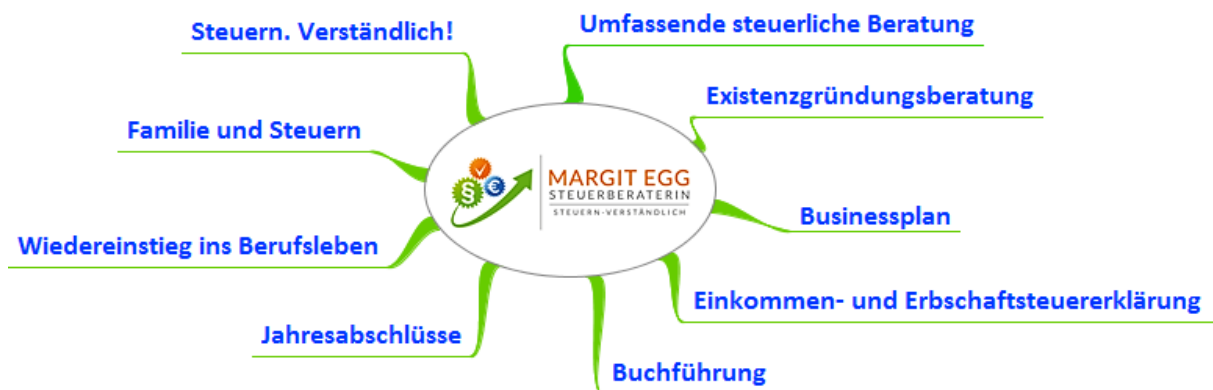 Steuern. Verständlich!
Umfassende steuerliche Beratung
Existenzgründungsberatung
Familie und Steuern
§
€
MARGIT EGG
STEUERBERATERIN
STEUERN-VERSTÄNDLICH
Businessplan
Wiedereinstieg ins Berufsleben
Einkommen- und Erbschaftsteuererklärung
Jahresabschlüsse
Buchführung